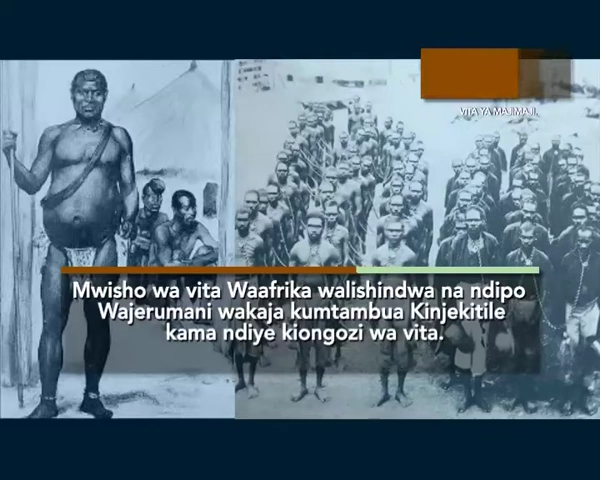 VITA YA MAJIMAJI.
Mwisho wa vita Waafrika walishindwa na ndipo
Wajerumani wakaja kumtambua Kinjekitile
kama ndiye kiongozi wa vita.